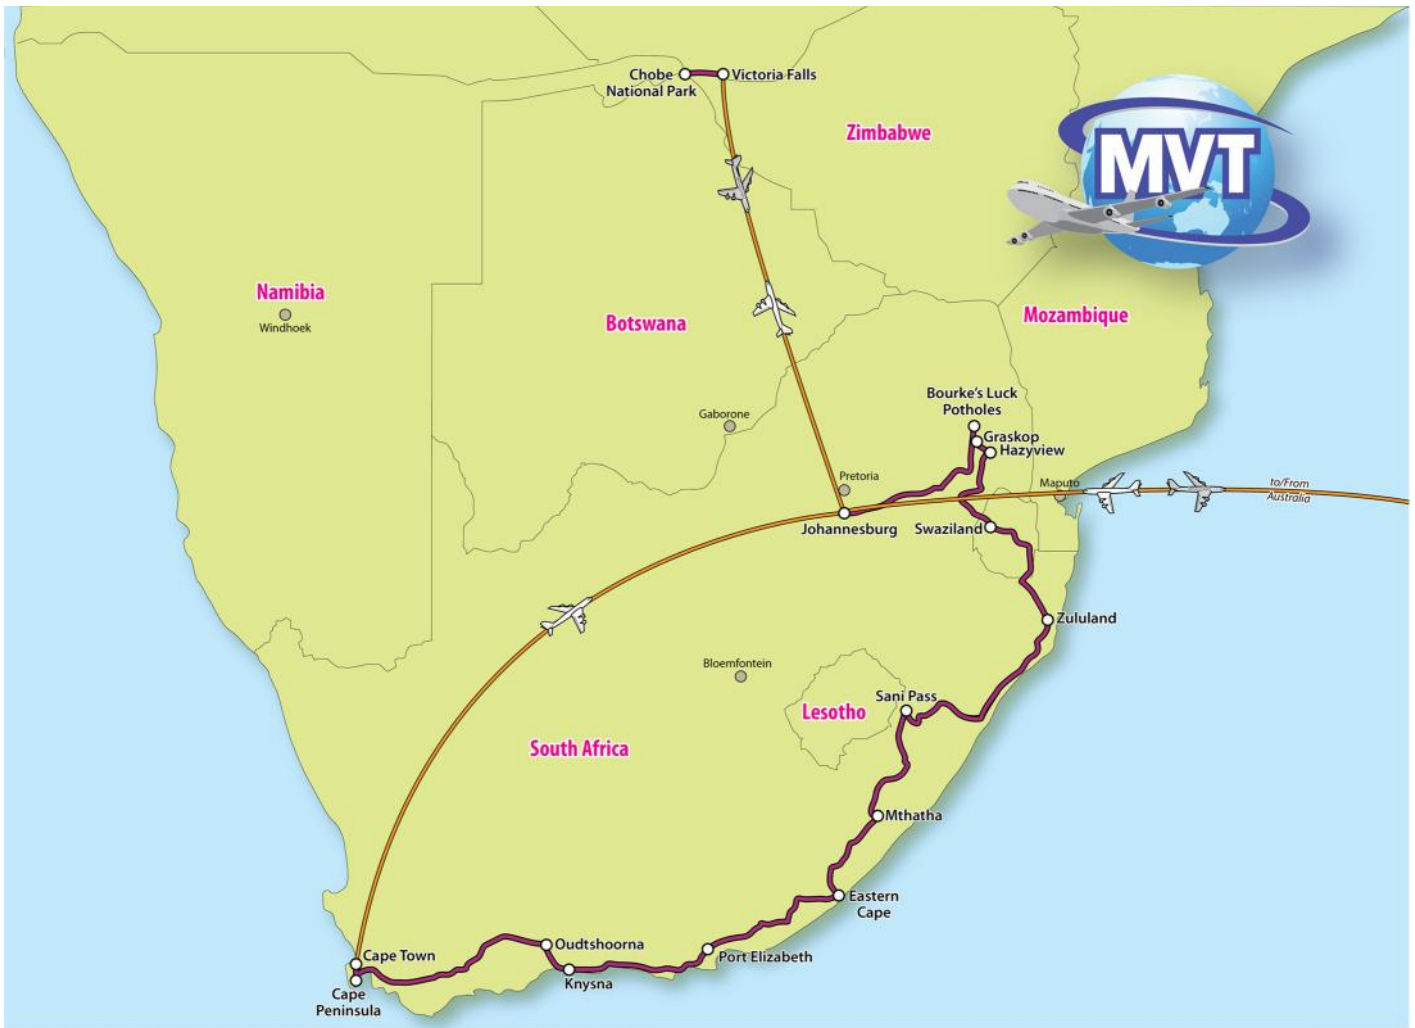 Chobe
National Park
Victoria Falls
Zimbabwe
MVT
Namibia
Windhoek
Botswana
Mozambique
Bourke's Luck
Potholes
Gaborone
Graskop
Hazyview
Pretoria
Maputo
to/From
Australia
Johannesburg
Swaziland
Zululand
Bloemfontein
Sani Pass
Lesotho
South Africa
Mthatha
Eastern
Cape
Oudtshoorna
Cape Town
Port Elizabeth
Knysna
Cape
Peninsula